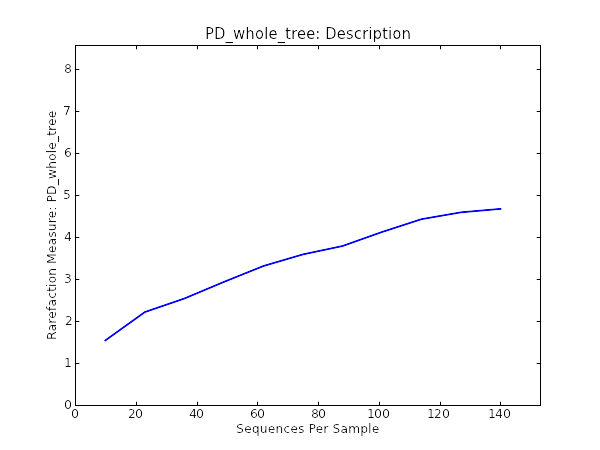 PD_whole_tree: Description
8
7
6
5
4
3
2
1
0
Rarefaction Measure: PD_whole_tree
0 20 40 60 80 100 120 140
Sequences Per Sample